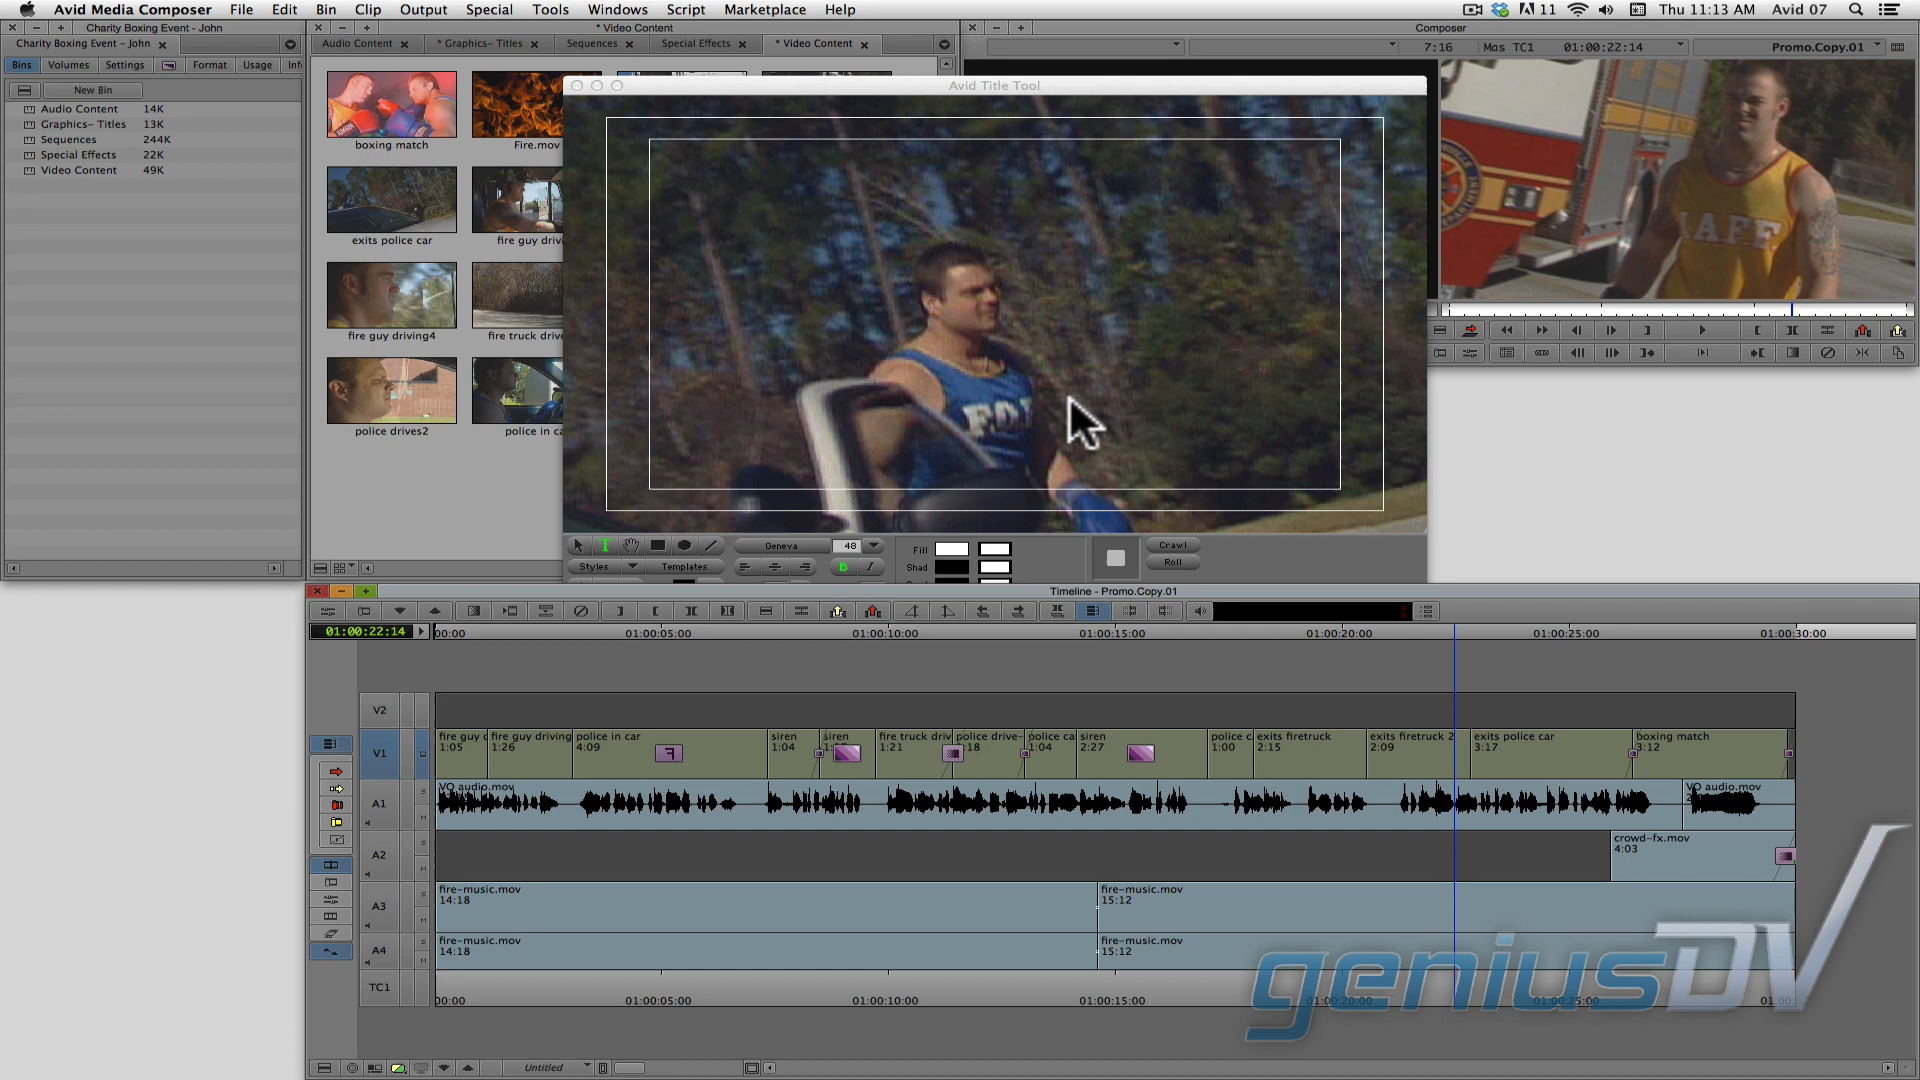 Avid Media Composer File Edit Bin Clip Output Special Tools Windows Script Marketplace Help
11 Thu 11:13 AM Avid 07
Charity Boxing Event - John
* Video Content
Composer
Charity Boxing Event - John
Audio Content
* Graphics- Titles
Sequences
Special Effects
* Video Content
7:16 Mas TC1 01:00:22:14 Promo.Copy.01
Bins Volumes Settings Format Usage Inf
New Bin
Audio Content 14K
Graphics- Titles 13K
Sequences 244K
Special Effects 22K
Video Content 49K
boxing match
Fire.mov
exits police car
fire guy drivi
fire guy driving4
fire truck drive
police drives2
police in ca
Avid Title Tool
I.A.F.F
Geneva 48
Styles Templates
Fill
Shad
Crawl
Roll
Timeline - Promo.Copy.01
01:00:22:14
00:00 01:00:05:00 01:00:10:00 01:00:15:00 01:00:20:00 01:00:25:00 01:00:30:00
V2
V1
fire guy d
1:05
fire guy driving
1:26
police in car
4:09
siren
1:04
siren
fire truck driv
1:21
police drive-
:18
police ca
1:04
siren
2:27
police c
1:00
exits firetruck
2:15
exits firetruck 2
2:09
exits police car
3:17
boxing match
3:12
A1
VO audio.mov
VO audio.mov
A2
crowd-fx.mov
4:03
A3
fire-music.mov
14:18
fire-music.mov
15:12
A4
fire-music.mov
14:18
fire-music.mov
15:12
TC1
00:00 01:00:05:00 01:00:10:00 01:00:15:00 01:00:20:00 01:00:25:00 01:00:
geniusDV
Untitled